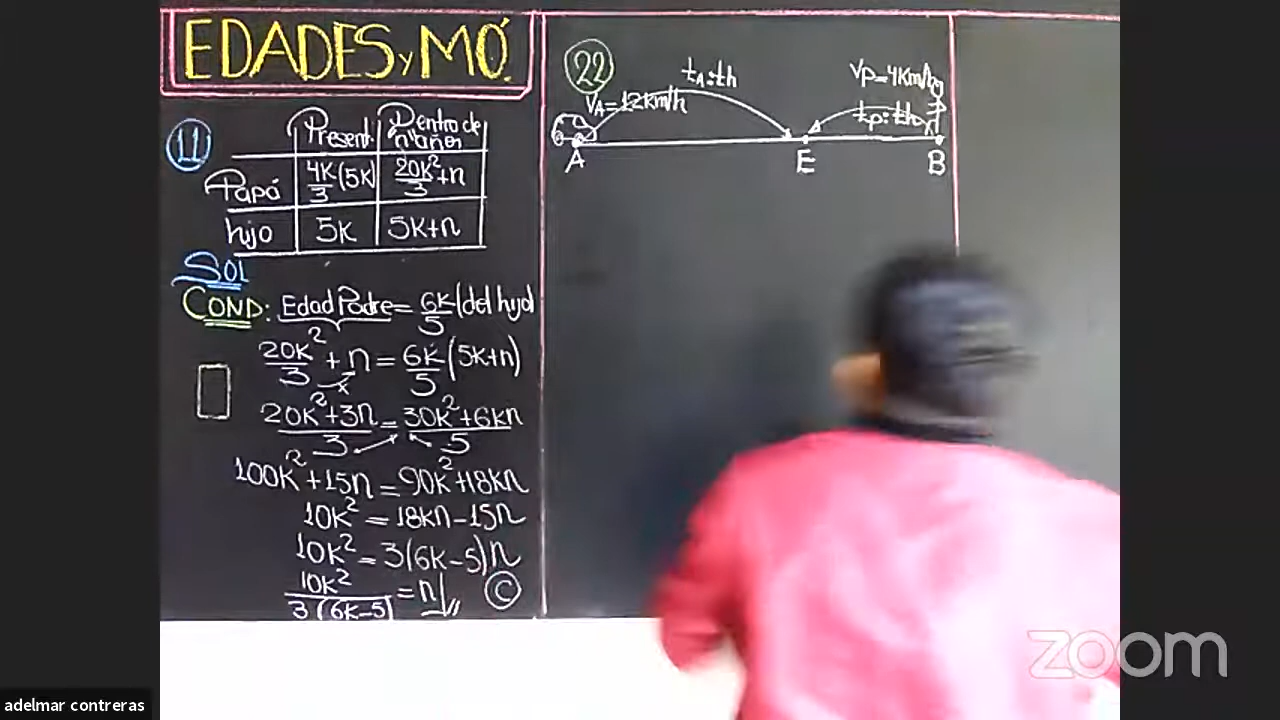 EDADES y MÓ.
11
Present. Dentro de "n" años
Papá 4K/3 (5K) 20K²/3 + n
hijo 5K 5K+n
Sol
COND: Edad Padre = 6K/5 (del hijo)
20K²/3 + n = 6K/5 (5K+n)
20K²+3n/3 = 30K²+6Kn/5
100K²+15n = 90K²+18Kn
10K² = 18Kn-15n
10K² = 3(6K-5)n
10K²/3(6K-5) = n
C
22
tA: th
VA=12km/h
Vp=4Km/h
tp: th
A E B
zoom
adelmar contreras